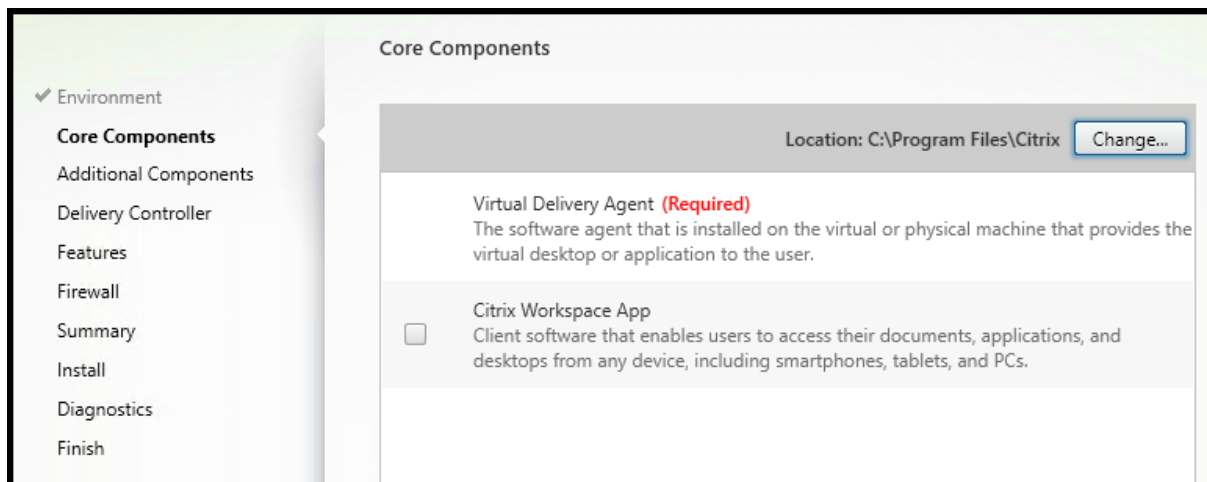 Core Components
Environment
Core Components
Additional Components
Delivery Controller
Features
Firewall
Summary
Install
Diagnostics
Finish
Location: C:\Program Files\Citrix
Change...
Virtual Delivery Agent (Required)
The software agent that is installed on the virtual or physical machine that provides the
virtual desktop or application to the user.
Citrix Workspace App
Client software that enables users to access their documents, applications, and
desktops from any device, including smartphones, tablets, and PCs.